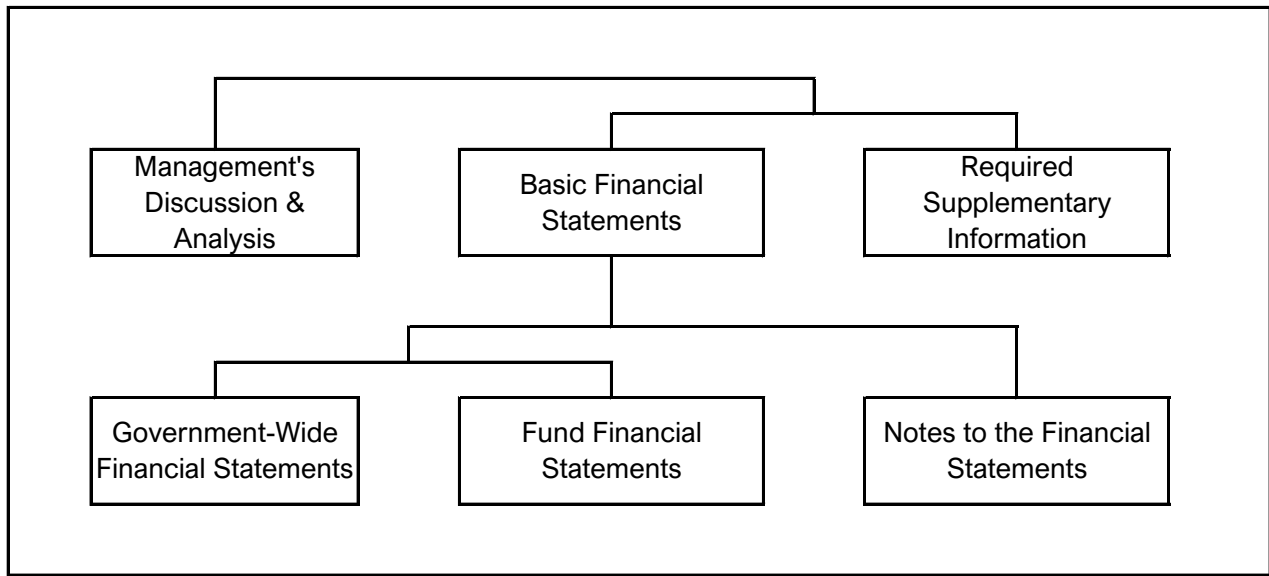 Management's
Discussion &
Analysis
Basic Financial
Statements
Required
Supplementary
Information
Government-Wide
Financial Statements
Fund Financial
Statements
Notes to the Financial
Statements